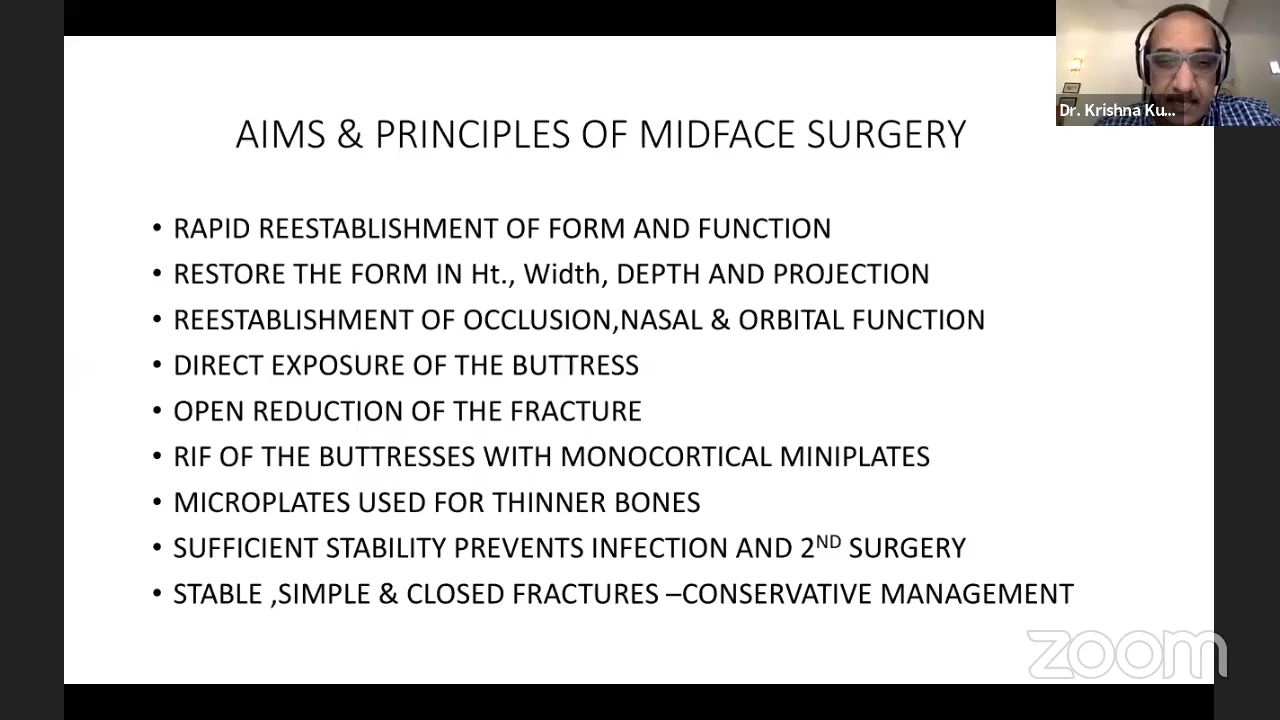 AIMS & PRINCIPLES OF MIDFACE SURGERY
Dr. Krishna Ku...
• RAPID REESTABLISHMENT OF FORM AND FUNCTION
• RESTORE THE FORM IN Ht., Width, DEPTH AND PROJECTION
• REESTABLISHMENT OF OCCLUSION,NASAL & ORBITAL FUNCTION
• DIRECT EXPOSURE OF THE BUTTRESS
• OPEN REDUCTION OF THE FRACTURE
• RIF OF THE BUTTRESSES WITH MONOCORTICAL MINIPLATES
• MICROPLATES USED FOR THINNER BONES
• SUFFICIENT STABILITY PREVENTS INFECTION AND 2ND SURGERY
• STABLE ,SIMPLE & CLOSED FRACTURES –CONSERVATIVE MANAGEMENT
zoom